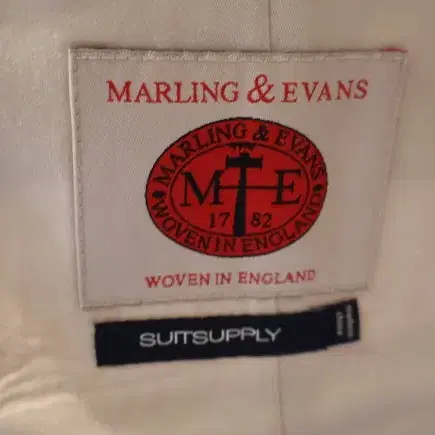 MARLING & EVANS
MARLING & EVANS
M E
17 82
WOVEN IN ENGLAND
WOVEN IN ENGLAND
SUITSUPPLY